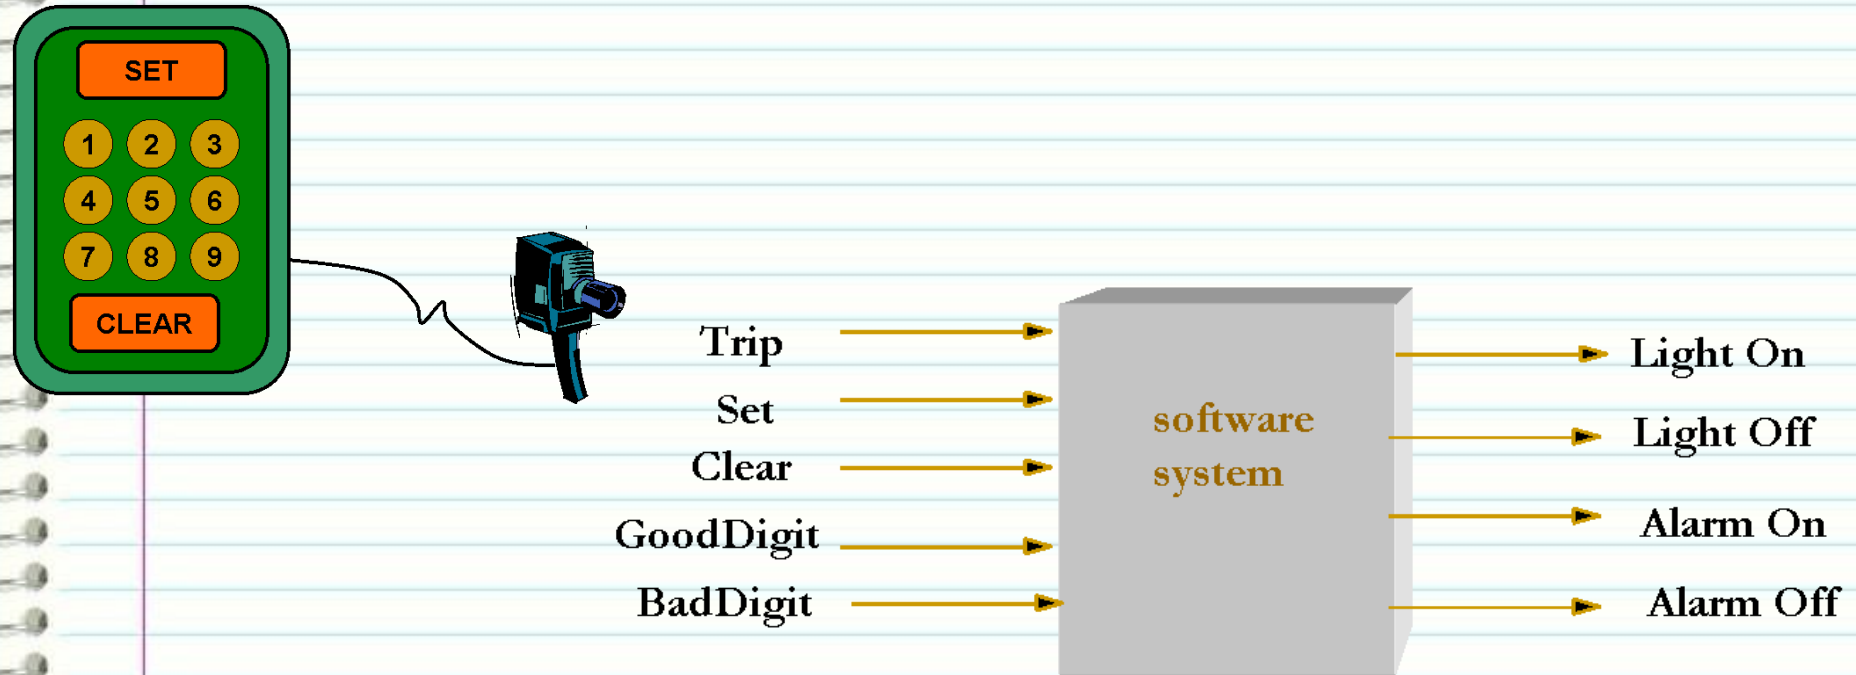 SET
1 2 3
4 5 6
7 8 9
CLEAR
Trip
Set
Clear
GoodDigit
BadDigit
software
system
Light On
Light Off
Alarm On
Alarm Off